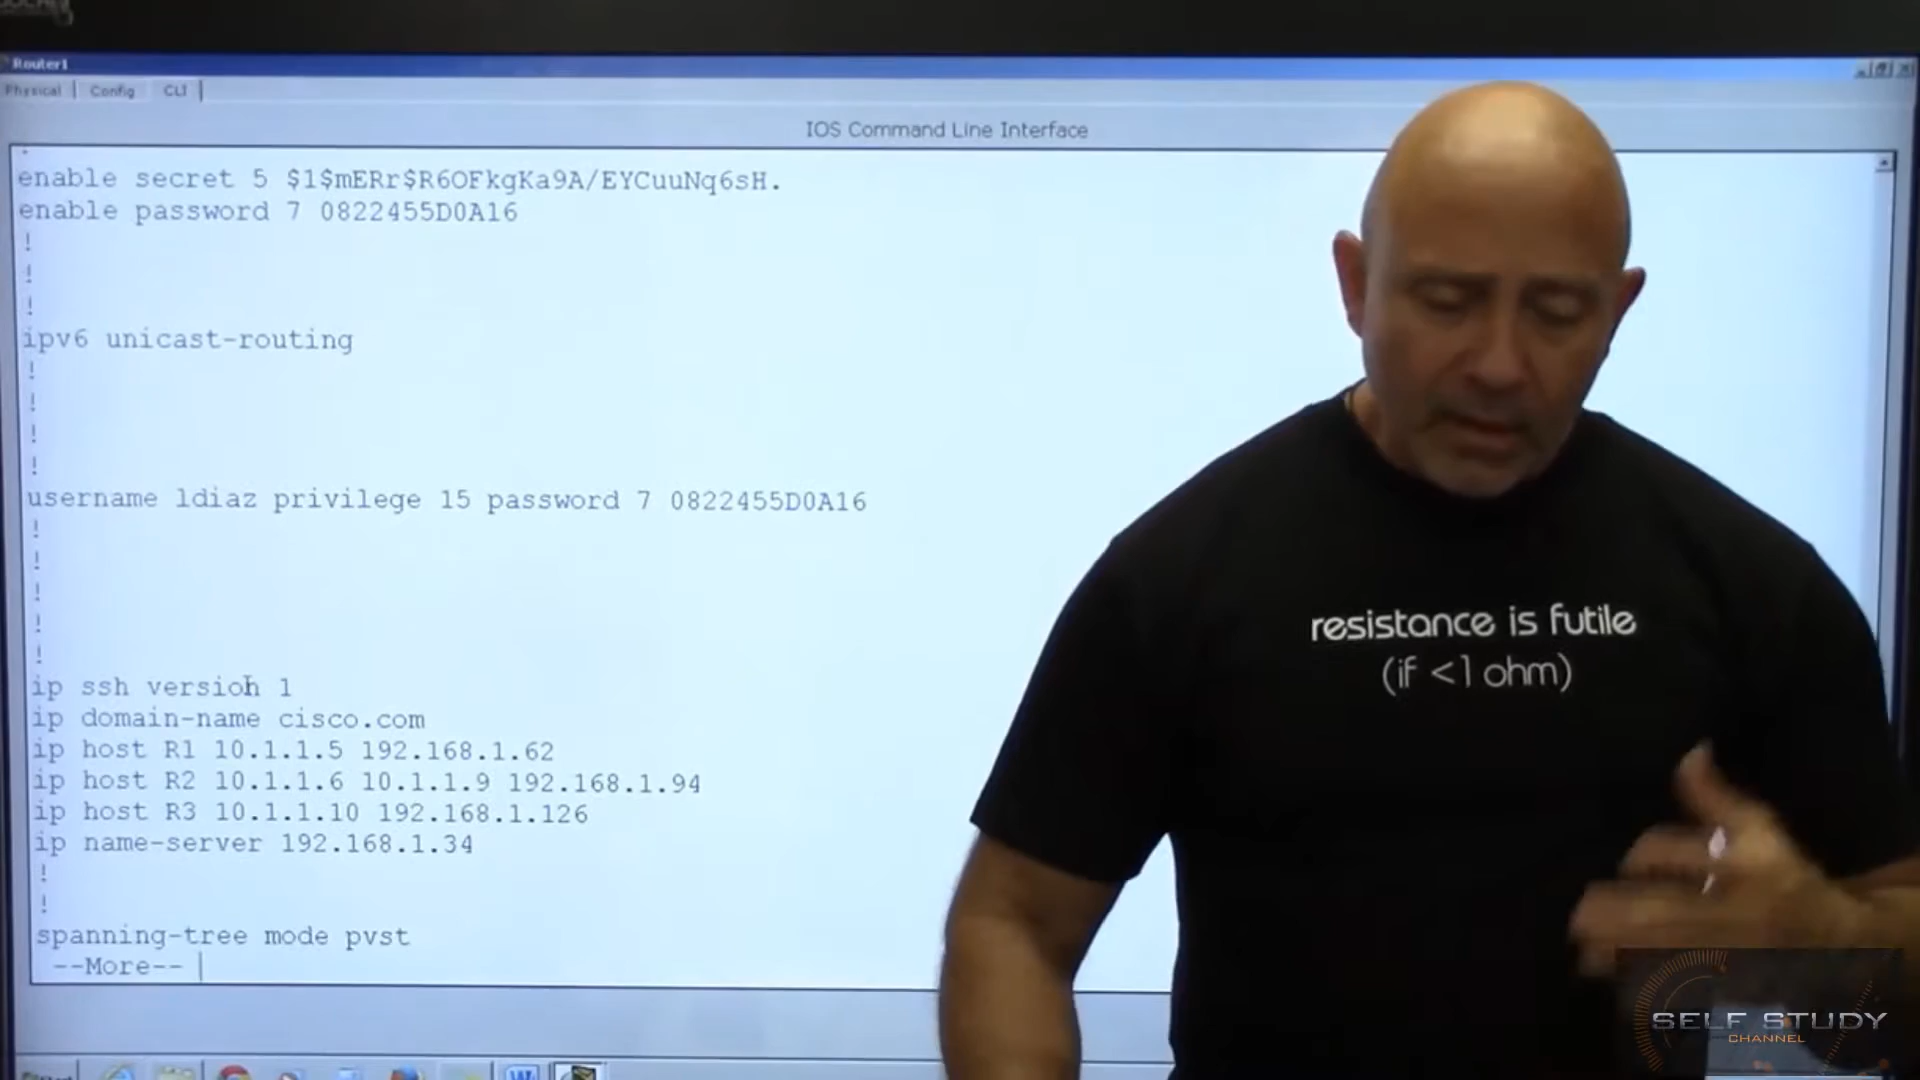 Router1
Physical Config CLI
IOS Command Line Interface
enable secret 5 $1$mERr$R6OFkgKa9A/EYCuuNq6sH.
enable password 7 0822455D0A16
!
!
!
ipv6 unicast-routing
!
!
!
!
username ldiaz privilege 15 password 7 0822455D0A16
!
!
!
!
!
ip ssh version 1
ip domain-name cisco.com
ip host R1 10.1.1.5 192.168.1.62
ip host R2 10.1.1.6 10.1.1.9 192.168.1.94
ip host R3 10.1.1.10 192.168.1.126
ip name-server 192.168.1.34
!
!
spanning-tree mode pvst
--More--
resistance is futile
(if <1 ohm)
SELF STUDY
CHANNEL